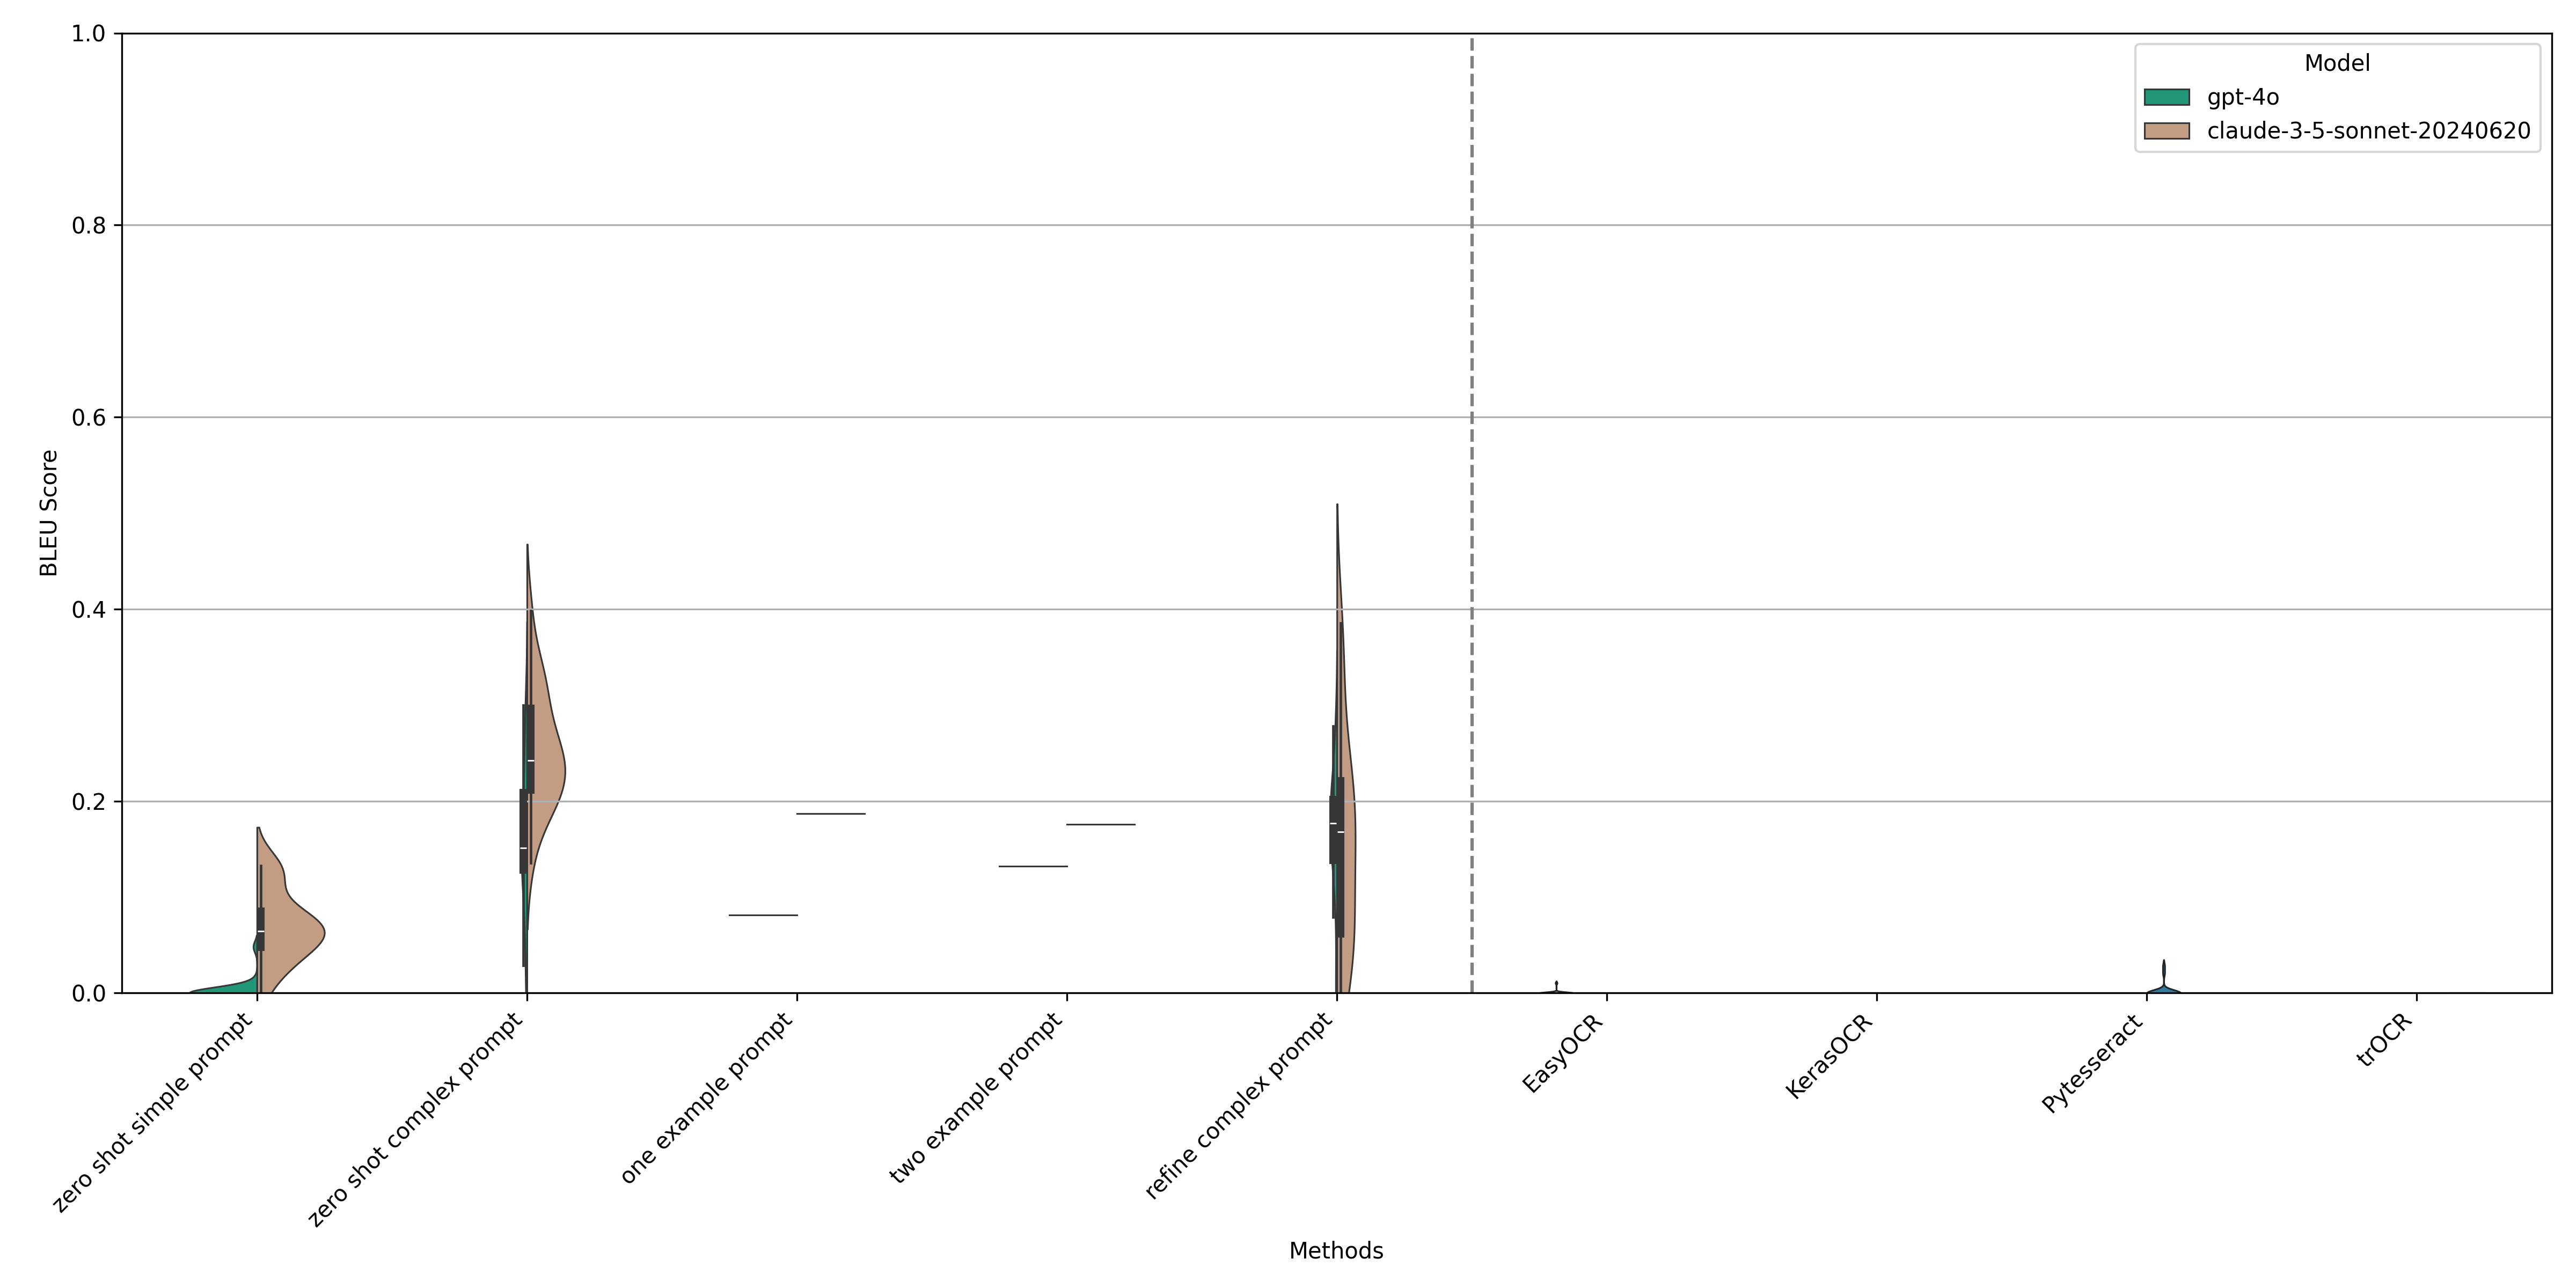 1.0
0.8
0.6
0.4
0.2
0.0
BLEU Score
Model
gpt-4o
claude-3-5-sonnet-20240620
zero shot simple prompt
zero shot complex prompt
one example prompt
two example prompt
refine complex prompt
EasyOCR
KerasOCR
Pytesseract
trOCR
Methods